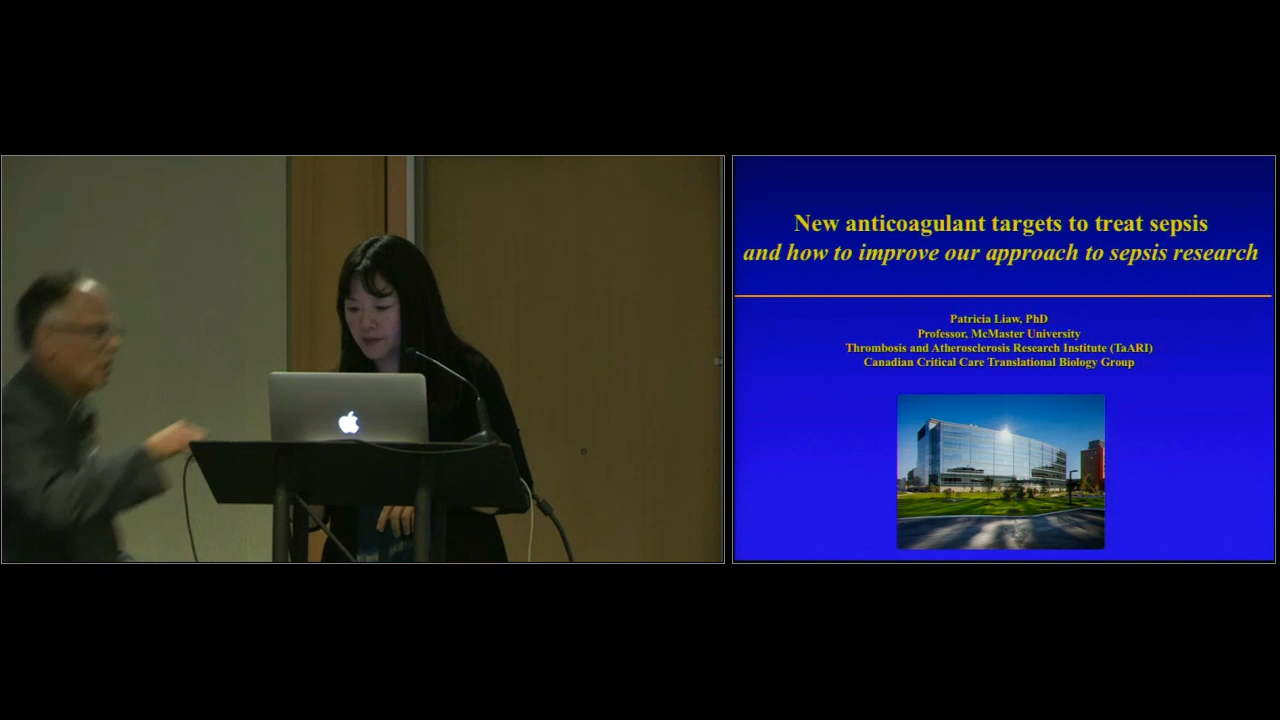 New anticoagulant targets to treat sepsis
and how to improve our approach to sepsis research
Patricia Liaw, PhD
Professor, McMaster University
Thrombosis and Atherosclerosis Research Institute (TaARI)
Canadian Critical Care Translational Biology Group